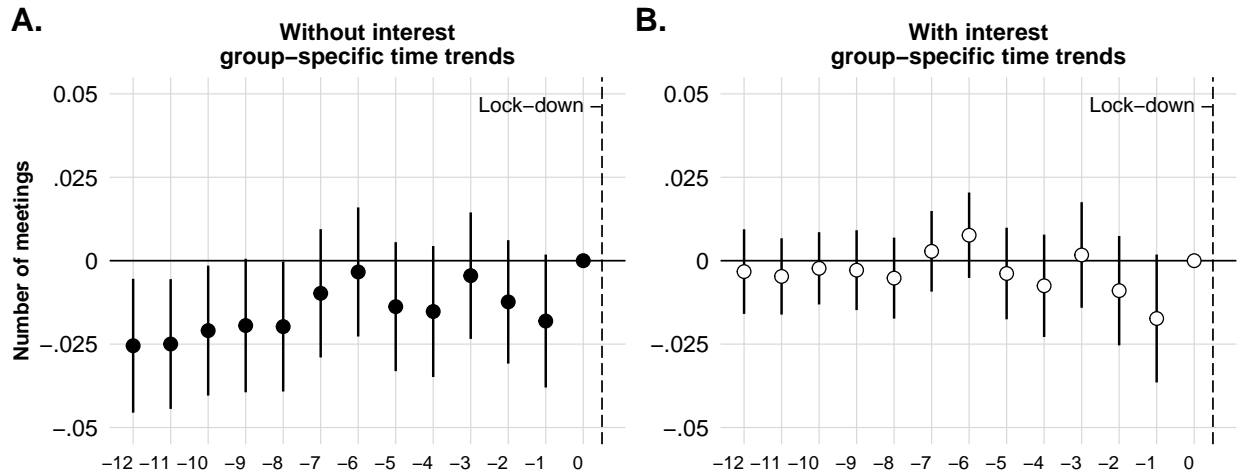 A.
Without interest
group−specific time trends
Number of meetings
0.05
.025
0
−.025
−.05
Lock−down
−12 −11 −10 −9 −8 −7 −6 −5 −4 −3 −2 −1 0
B.
With interest
group−specific time trends
0.05
.025
0
−.025
−.05
Lock−down
−12 −11 −10 −9 −8 −7 −6 −5 −4 −3 −2 −1 0